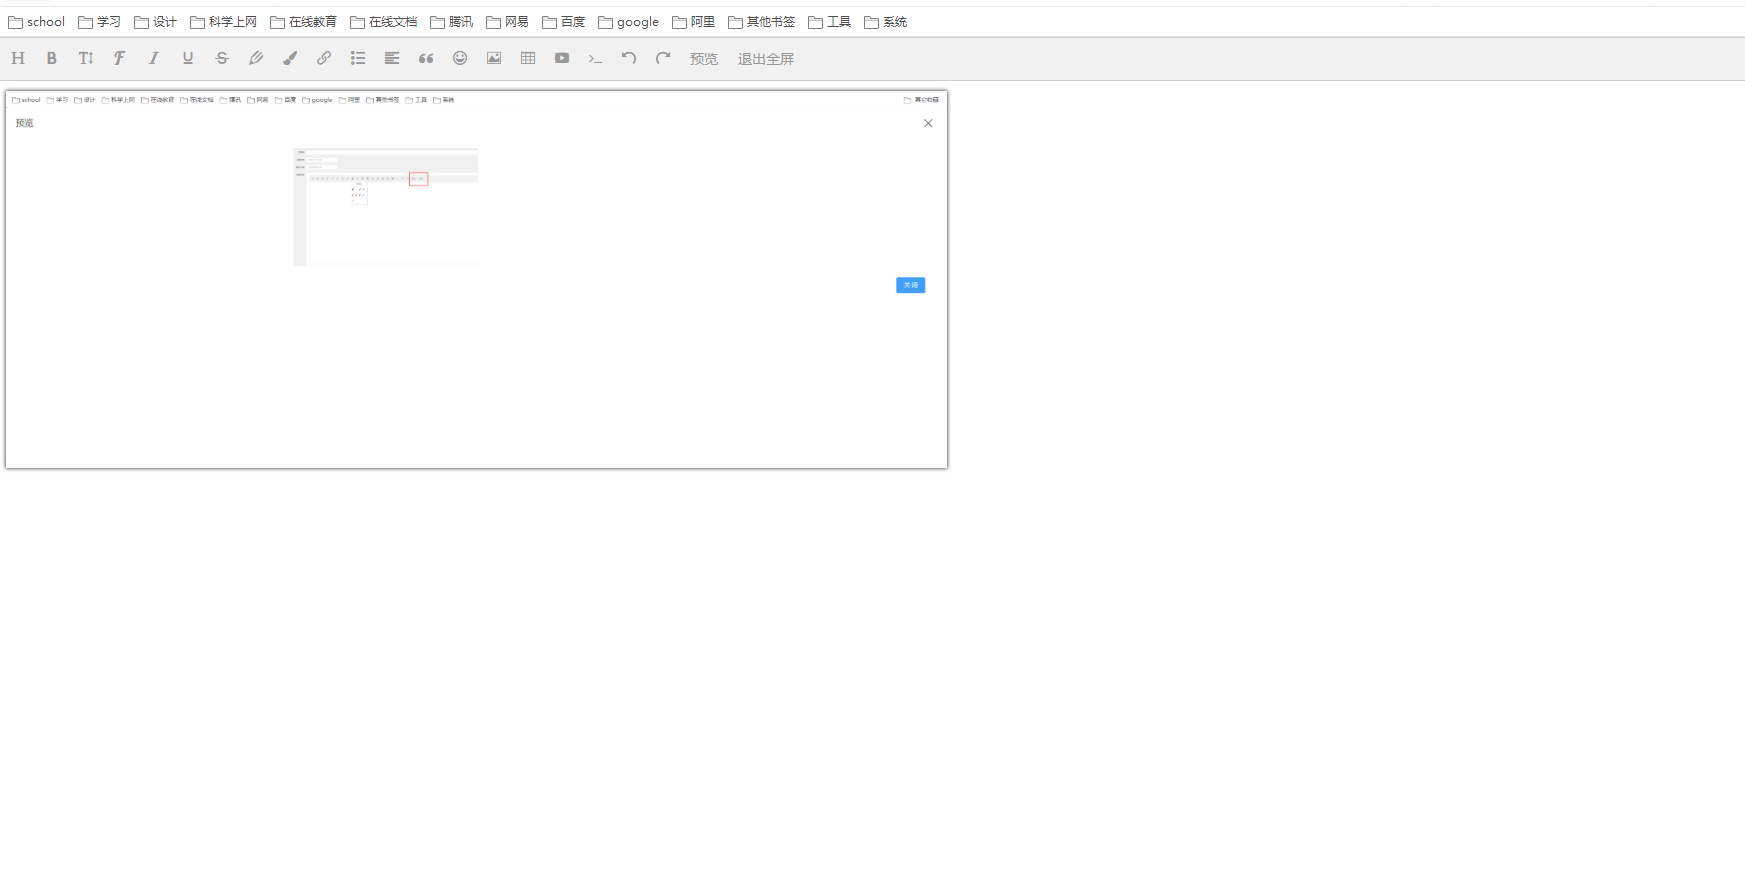 school 学习 设计 科学上网 在线教育 在线文档 腾讯 网易 百度 google 阿里 其他书签 工具 系统
预览 退出全屏
school 学习 设计 科学上网 在线教育 在线文档 腾讯 网易 百度 google 阿里 其他书签 工具 系统 其它收藏
预览
关闭